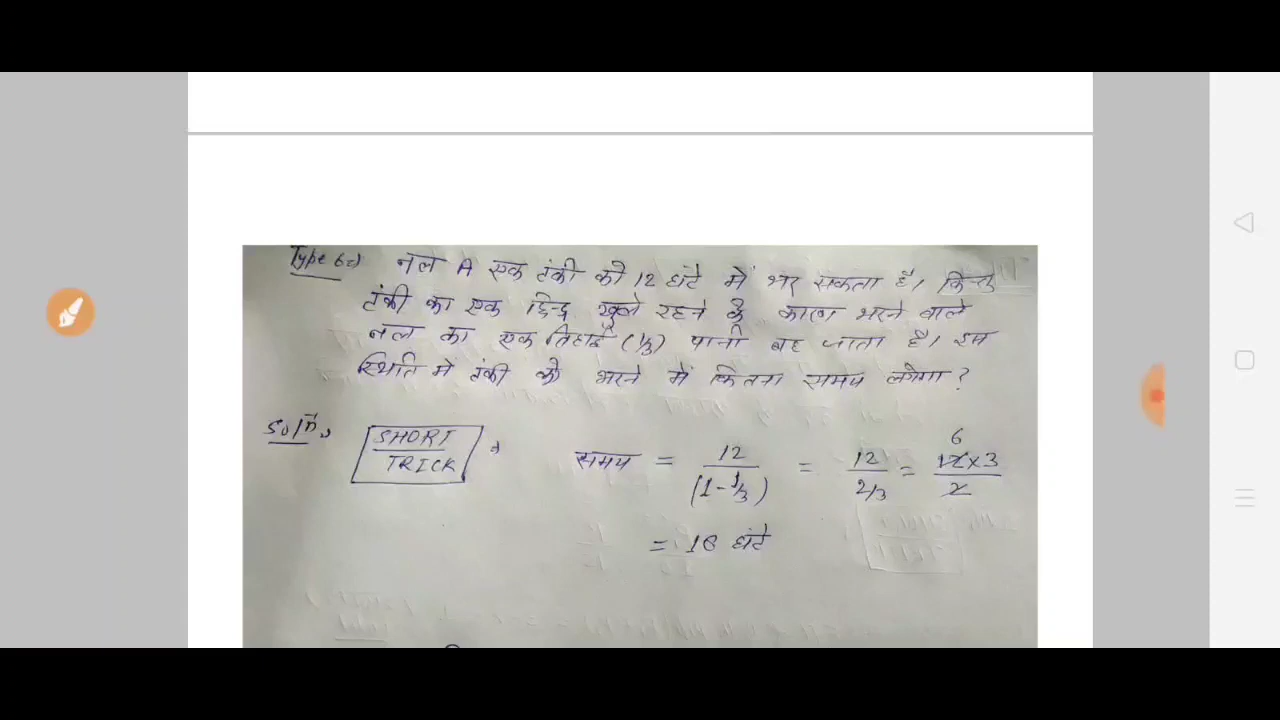 Type 6⇒ नल A एक टंकी को 12 घंटे में भर सकता है। किन्तु
टंकी का एक छिद्र खुले रहने के कारण भरने वाले
नल का एक तिहाई (1/3) पानी बह जाता है। इस
स्थिति में टंकी को भरने में कितना समय लगेगा?
Solⁿ⇒ SHORT TRICK ⇒ समय = 12/(1-1/3) = 12/2/3 = 6 12×3/2
= 18 घंटे